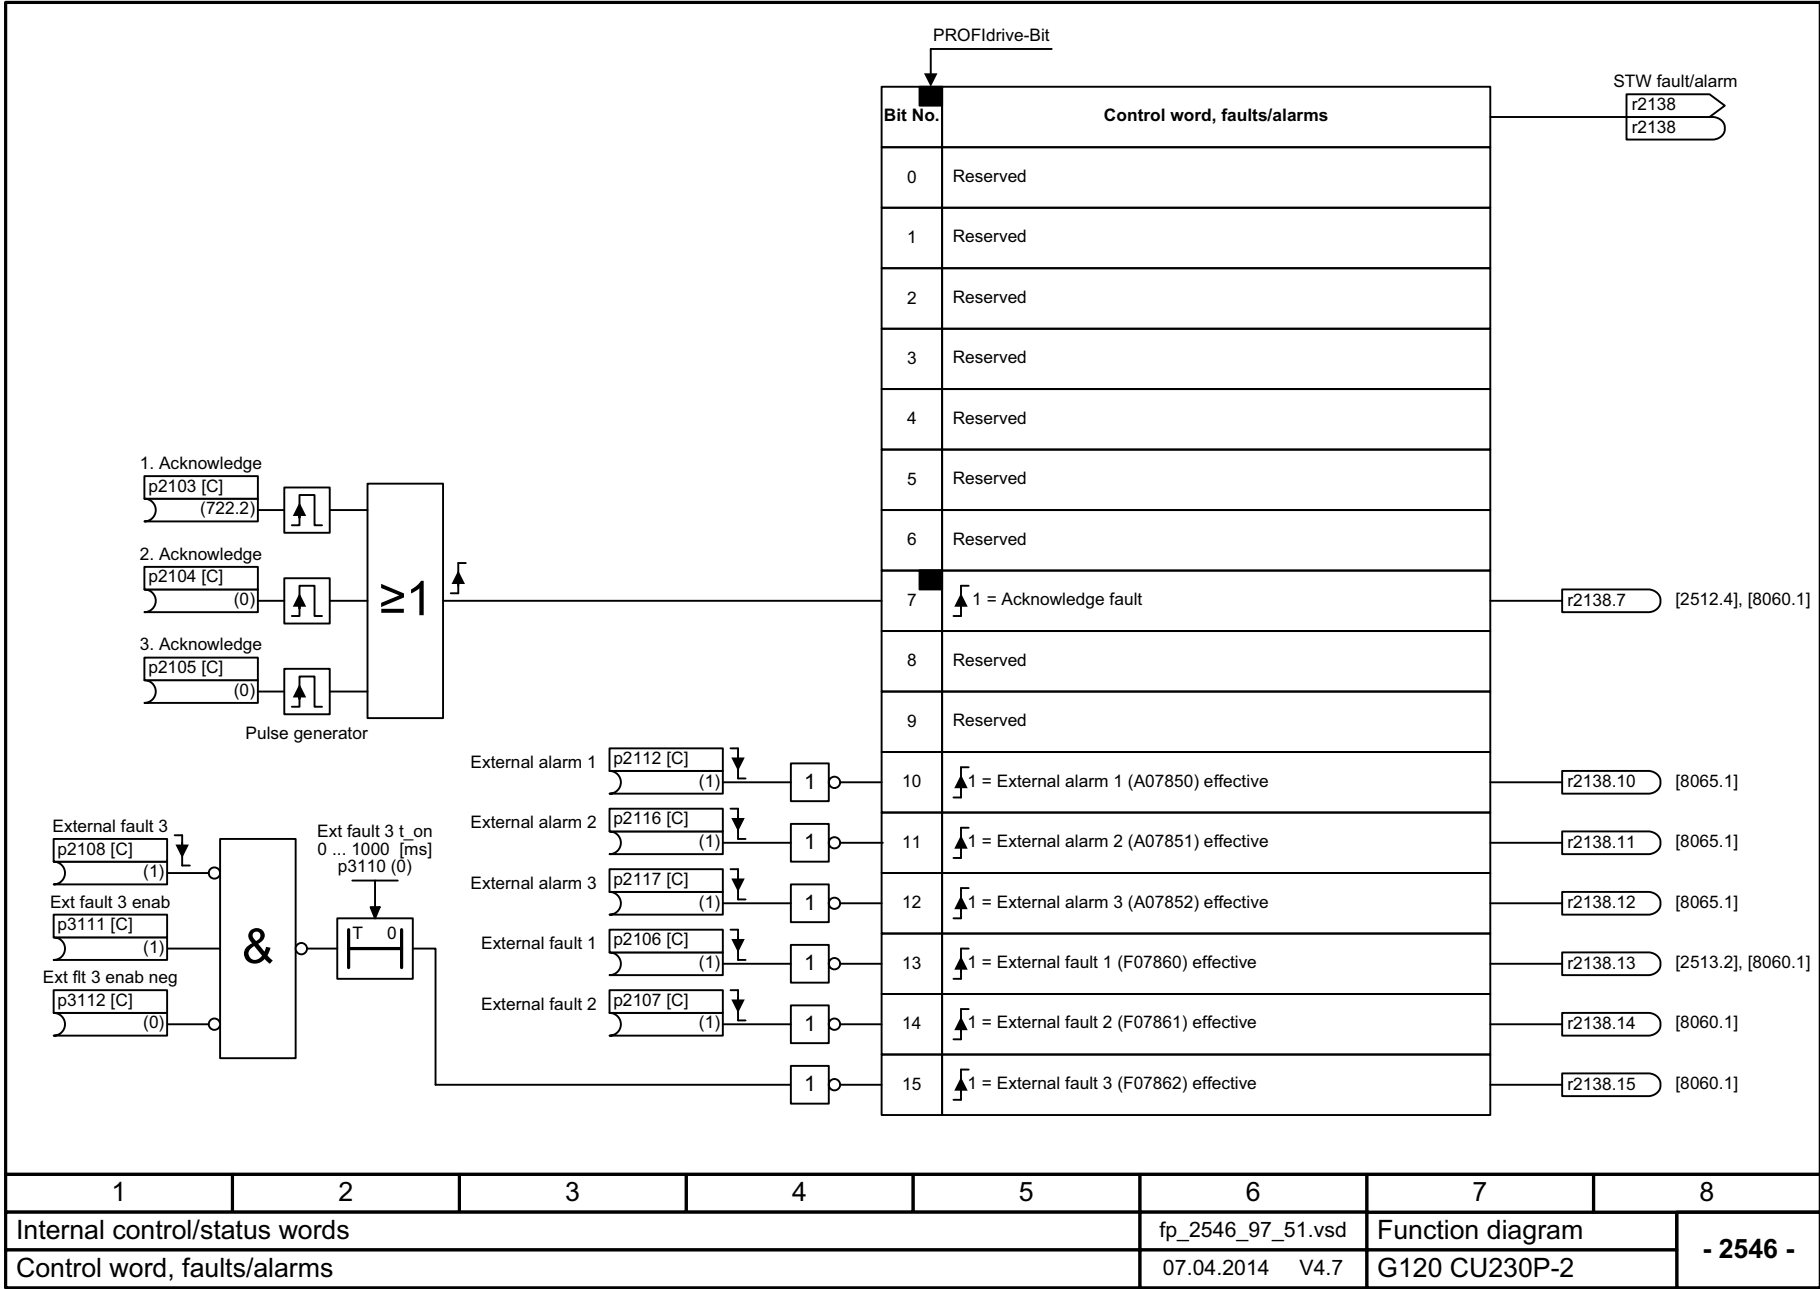 PROFIdrive-Bit
STW fault/alarm
r2138
r2138
Bit No. Control word, faults/alarms
0 Reserved
1 Reserved
2 Reserved
3 Reserved
4 Reserved
5 Reserved
6 Reserved
7 1 = Acknowledge fault r2138.7 [2512.4], [8060.1]
8 Reserved
9 Reserved
10 1 = External alarm 1 (A07850) effective r2138.10 [8065.1]
11 1 = External alarm 2 (A07851) effective r2138.11 [8065.1]
12 1 = External alarm 3 (A07852) effective r2138.12 [8065.1]
13 1 = External fault 1 (F07860) effective r2138.13 [2513.2], [8060.1]
14 1 = External fault 2 (F07861) effective r2138.14 [8060.1]
15 1 = External fault 3 (F07862) effective r2138.15 [8060.1]
1. Acknowledge
p2103 [C]
(722.2)
2. Acknowledge
p2104 [C]
(0)
3. Acknowledge
p2105 [C]
(0)
≥1
Pulse generator
External alarm 1 p2112 [C]
(1) 1
External alarm 2 p2116 [C]
(1) 1
External alarm 3 p2117 [C]
(1) 1
External fault 1 p2106 [C]
(1) 1
External fault 2 p2107 [C]
(1) 1
1
External fault 3
p2108 [C]
(1)
Ext fault 3 enab
p3111 [C]
(1)
Ext flt 3 enab neg
p3112 [C]
(0)
&
Ext fault 3 t_on
0 ... 1000 [ms]
p3110 (0)
T 0
1 2 3 4 5 6 7 8
Internal control/status words fp_2546_97_51.vsd Function diagram
- 2546 -
Control word, faults/alarms 07.04.2014 V4.7 G120 CU230P-2